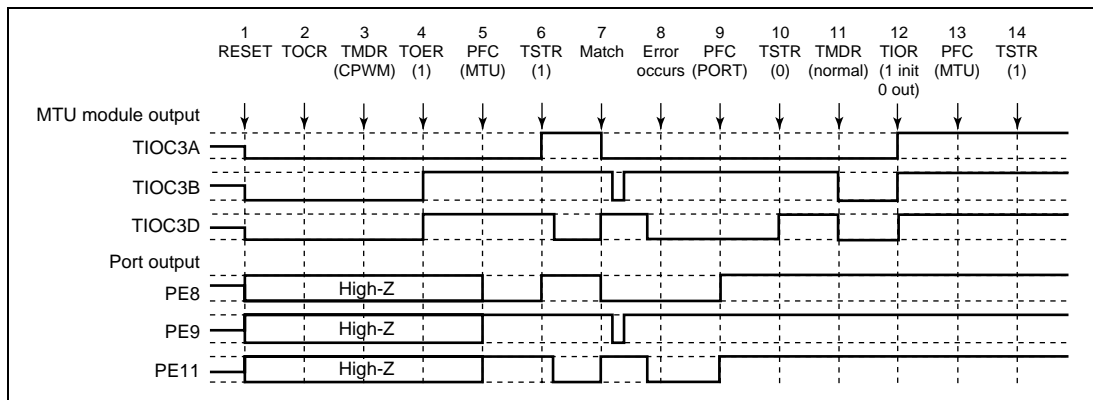 1 2 3 4 5 6 7 8 9 10 11 12 13 14
RESET TOCR TMDR TOER PFC TSTR Match Error PFC TSTR TMDR TIOR PFC TSTR
(CPWM) (1) (MTU) (1) occurs (PORT) (0) (normal) (1 init (MTU) (1)
0 out)
MTU module output
TIOC3A
TIOC3B
TIOC3D
Port output
PE8 High-Z
PE9 High-Z
PE11 High-Z